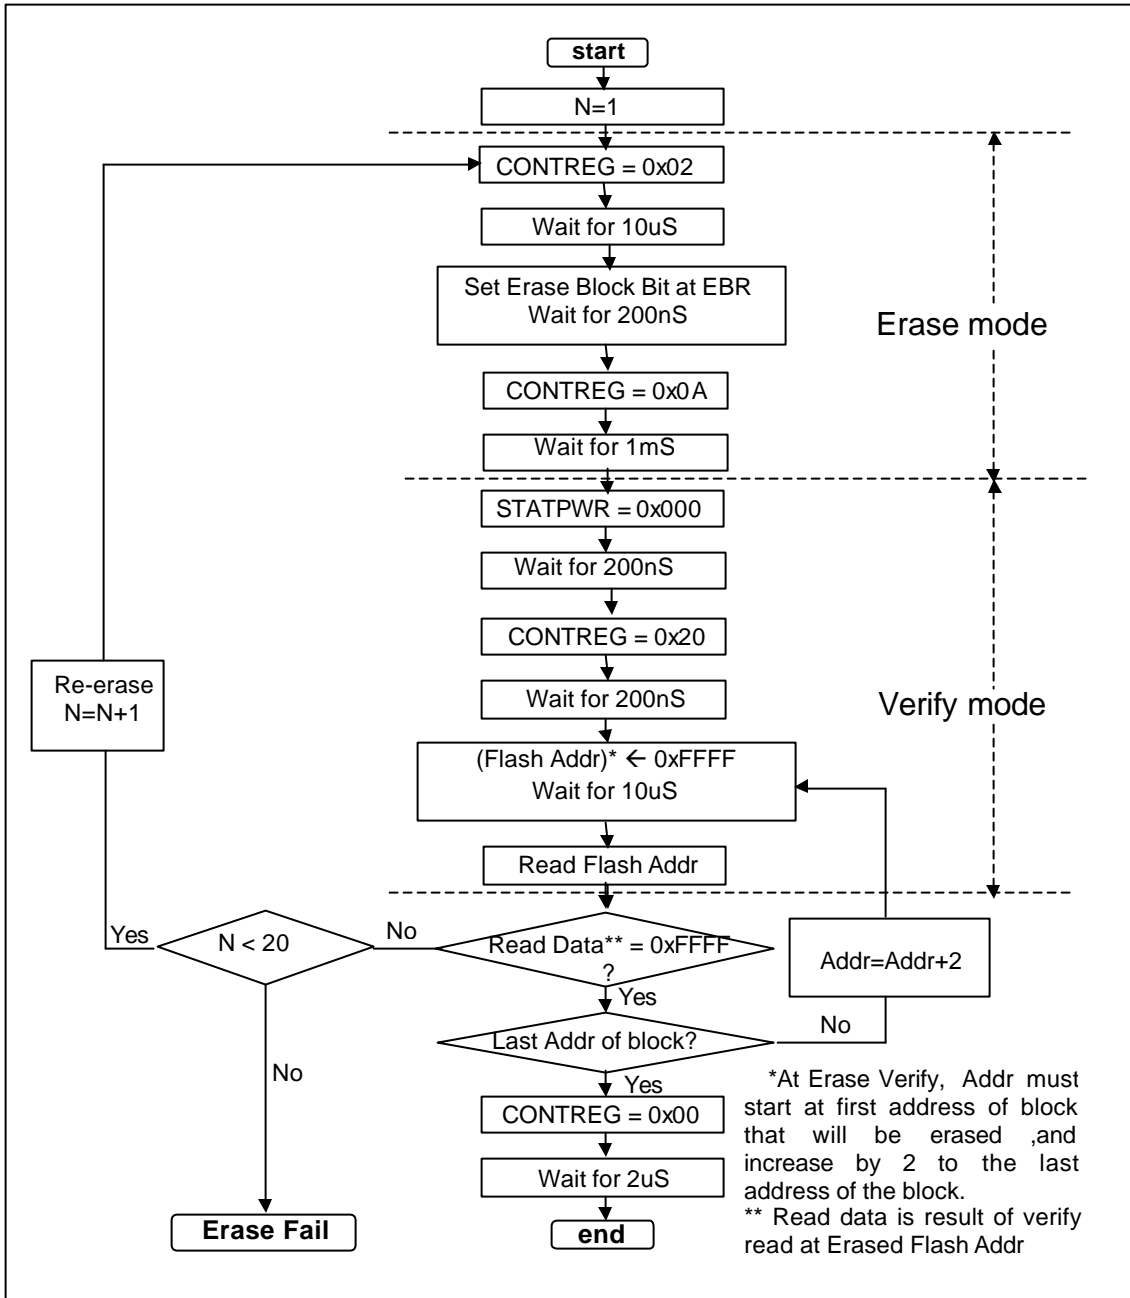 start
N=1
CONTREG = 0x02
Wait for 10uS
Set Erase Block Bit at EBR
Wait for 200nS
Erase mode
CONTREG = 0x0A
Wait for 1mS
STATPWR = 0x000
Wait for 200nS
CONTREG = 0x20
Re-erase
N=N+1
Wait for 200nS
Verify mode
(Flash Addr)* ← 0xFFFF
Wait for 10uS
Read Flash Addr
Yes
N < 20
No
Read Data** = 0xFFFF
?
Addr=Addr+2
Yes
Last Addr of block?
No
No
Yes
CONTREG = 0x00
Wait for 2uS
Erase Fail
end
*At Erase Verify, Addr must
start at first address of block
that will be erased ,and
increase by 2 to the last
address of the block.
** Read data is result of verify
read at Erased Flash Addr